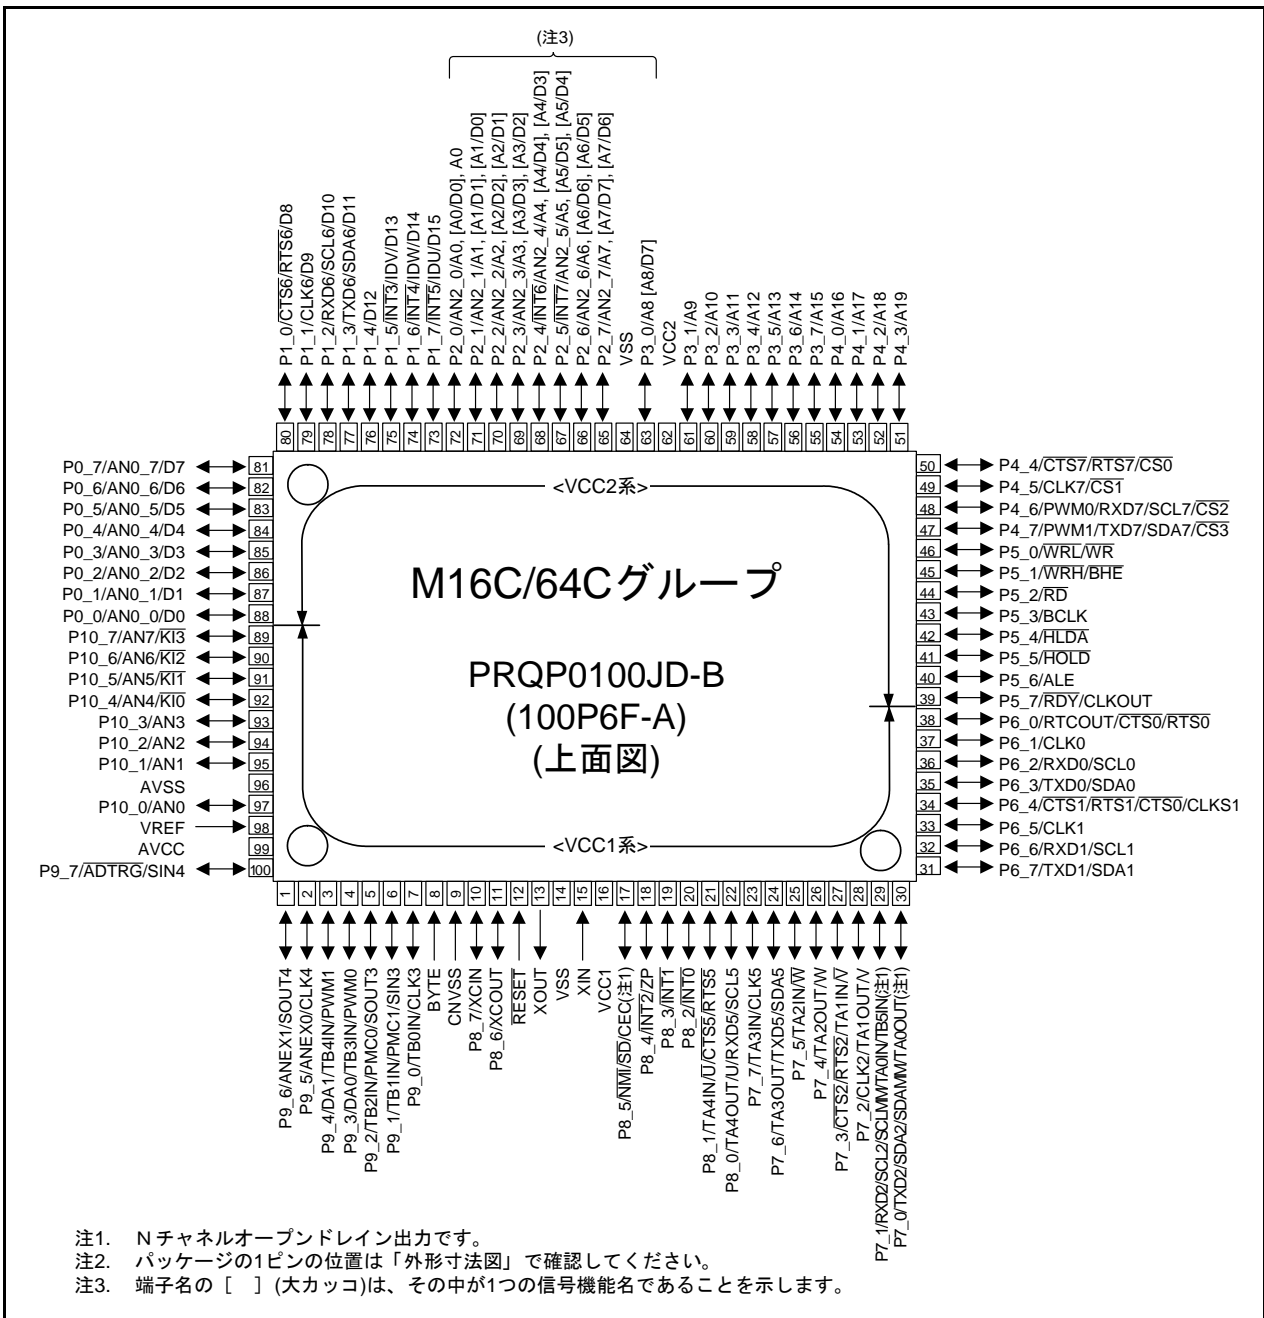 (注3)
P1_0/CTS6/RTS6/D8
P1_1/CLK6/D9
P1_2/RXD6/SCL6/D10
P1_3/TXD6/SDA6/D11
P1_4/D12
P1_5/INT3/IDV/D13
P1_6/INT4/IDW/D14
P1_7/INT5/IDU/D15
P2_0/AN2_0/A0, [A0/D0], A0
P2_1/AN2_1/A1, [A1/D1], [A1/D0]
P2_2/AN2_2/A2, [A2/D2], [A2/D1]
P2_3/AN2_3/A3, [A3/D3], [A3/D2]
P2_4/INT6/AN2_4/A4, [A4/D4], [A4/D3]
P2_5/INT7/AN2_5/A5, [A5/D5], [A5/D4]
P2_6/AN2_6/A6, [A6/D6], [A6/D5]
P2_7/AN2_7/A7, [A7/D7], [A7/D6]
VSS
P3_0/A8 [A8/D7]
VCC2
P3_1/A9
P3_2/A10
P3_3/A11
P3_4/A12
P3_5/A13
P3_6/A14
P3_7/A15
P4_0/A16
P4_1/A17
P4_2/A18
P4_3/A19
80 79 78 77 76 75 74 73 72 71 70 69 68 67 66 65 64 63 62 61 60 59 58 57 56 55 54 53 52 51
P0_7/AN0_7/D7 81
P0_6/AN0_6/D6 82
P0_5/AN0_5/D5 83
P0_4/AN0_4/D4 84
P0_3/AN0_3/D3 85
P0_2/AN0_2/D2 86
P0_1/AN0_1/D1 87
P0_0/AN0_0/D0 88
P10_7/AN7/KI3 89
P10_6/AN6/KI2 90
P10_5/AN5/KI1 91
P10_4/AN4/KI0 92
P10_3/AN3 93
P10_2/AN2 94
P10_1/AN1 95
AVSS 96
P10_0/AN0 97
VREF 98
AVCC 99
P9_7/ADTRG/SIN4 100
<VCC2系>
M16C/64Cグループ
PRQP0100JD-B
(100P6F-A)
(上面図)
<VCC1系>
50 P4_4/CTS7/RTS7/CS0
49 P4_5/CLK7/CS1
48 P4_6/PWM0/RXD7/SCL7/CS2
47 P4_7/PWM1/TXD7/SDA7/CS3
46 P5_0/WRL/WR
45 P5_1/WRH/BHE
44 P5_2/RD
43 P5_3/BCLK
42 P5_4/HLDA
41 P5_5/HOLD
40 P5_6/ALE
39 P5_7/RDY/CLKOUT
38 P6_0/RTCOUT/CTS0/RTS0
37 P6_1/CLK0
36 P6_2/RXD0/SCL0
35 P6_3/TXD0/SDA0
34 P6_4/CTS1/RTS1/CTS0/CLKS1
33 P6_5/CLK1
32 P6_6/RXD1/SCL1
31 P6_7/TXD1/SDA1
1 2 3 4 5 6 7 8 9 10 11 12 13 14 15 16 17 18 19 20 21 22 23 24 25 26 27 28 29 30
P9_6/ANEX1/SOUT4
P9_5/ANEX0/CLK4
P9_4/DA1/TB4IN/PWM1
P9_3/DA0/TB3IN/PWM0
P9_2/TB2IN/PMC0/SOUT3
P9_1/TB1IN/PMC1/SIN3
P9_0/TB0IN/CLK3
BYTE
CNVSS
P8_7/XCIN
P8_6/XCOUT
RESET
XOUT
VSS
XIN
VCC1
P8_5/NMI/SD/CEC(注1)
P8_4/INT2/ZP
P8_3/INT1
P8_2/INT0
P8_1/TA4IN/U/CTS5/RTS5
P8_0/TA4OUT/U/RXD5/SCL5
P7_7/TA3IN/CLK5
P7_6/TA3OUT/TXD5/SDA5
P7_5/TA2IN/W
P7_4/TA2OUT/W
P7_3/CTS2/RTS2/TA1IN/V
P7_2/CLK2/TA1OUT/V
P7_1/RXD2/SCL2/SCLMM/TA0IN/TB5IN(注1)
P7_0/TXD2/SDA2/SDAMM/TA0OUT(注1)
注1. Nチャネルオープンドレイン出力です。
注2. パッケージの1ピンの位置は「外形寸法図」で確認してください。
注3. 端子名の［ ］(大カッコ)は、その中が1つの信号機能名であることを示します。